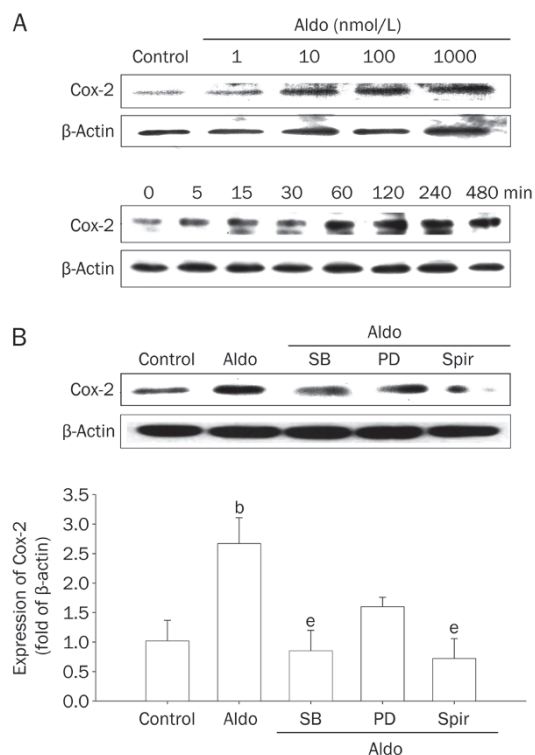 A
Aldo (nmol/L)
Control 1 10 100 1000
Cox-2
β-Actin
0 5 15 30 60 120 240 480 min
Cox-2
β-Actin
B
Aldo
Control Aldo SB PD Spir
Cox-2
β-Actin
Expression of Cox-2
(fold of β-actin)
3.5
3.0
2.5
2.0
1.5
1.0
0.5
0.0
b
e
e
Control Aldo SB PD Spir
Aldo